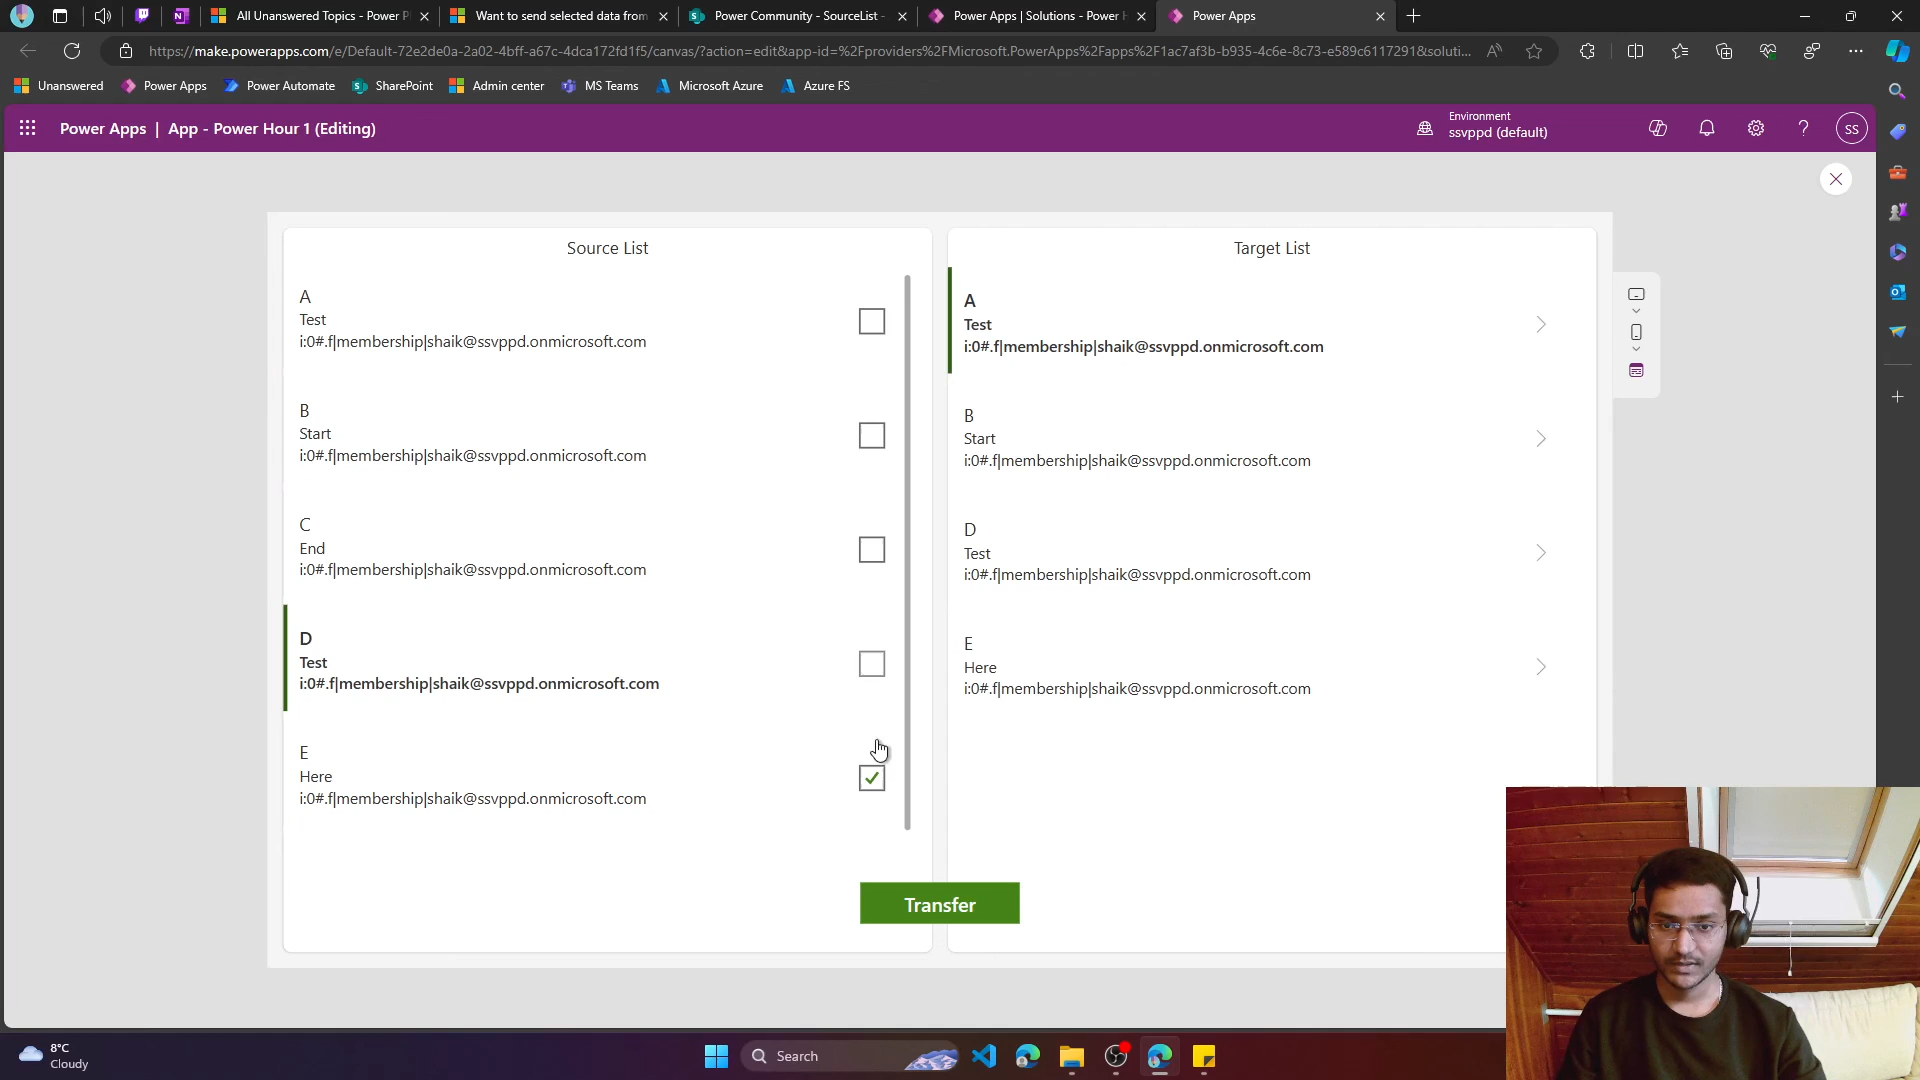 All Unanswered Topics - Power P
Want to send selected data from
Power Community - SourceList -
Power Apps | Solutions - Power H
Power Apps
https://make.powerapps.com/e/Default-72e2de0a-2a02-4bff-a67c-4dca172fd1f5/canvas/?action=edit&app-id=%2Fproviders%2FMicrosoft.PowerApps%2Fapps%2F1ac7af3b-b935-4c6e-8c73-e589c6117291&soluti...
Unanswered
Power Apps
Power Automate
SharePoint
Admin center
MS Teams
Microsoft Azure
Azure FS
Power Apps | App - Power Hour 1 (Editing)
Environment
ssvppd (default)
SS
Source List
A
Test
i:0#.f|membership|shaik@ssvppd.onmicrosoft.com
B
Start
i:0#.f|membership|shaik@ssvppd.onmicrosoft.com
C
End
i:0#.f|membership|shaik@ssvppd.onmicrosoft.com
D
Test
i:0#.f|membership|shaik@ssvppd.onmicrosoft.com
E
Here
i:0#.f|membership|shaik@ssvppd.onmicrosoft.com
Target List
A
Test
i:0#.f|membership|shaik@ssvppd.onmicrosoft.com
B
Start
i:0#.f|membership|shaik@ssvppd.onmicrosoft.com
D
Test
i:0#.f|membership|shaik@ssvppd.onmicrosoft.com
E
Here
i:0#.f|membership|shaik@ssvppd.onmicrosoft.com
Transfer
8°C
Cloudy
Search